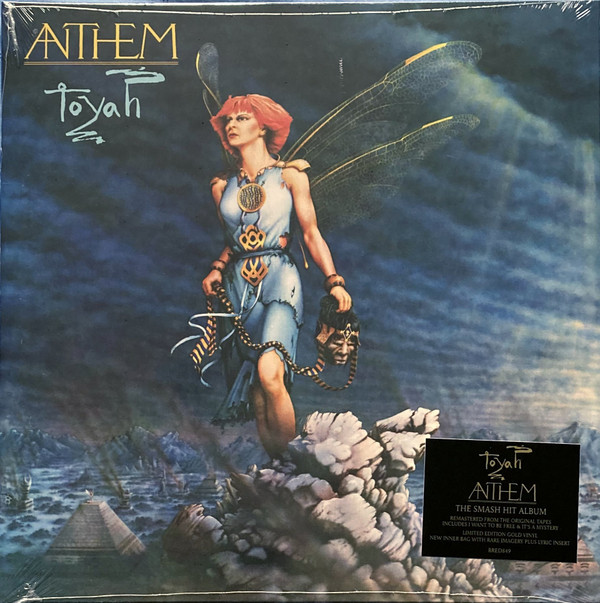 ANTHEM
toyah
toyah
ANTHEM
THE SMASH HIT ALBUM
REMASTERED FROM THE ORIGINAL TAPES
INCLUDES I WANT TO BE FREE & IT'S A MYSTERY
LIMITED EDITION GOLD VINYL
NEW INNER BAG WITH RARE IMAGERY PLUS LYRIC INSERT
BRED849